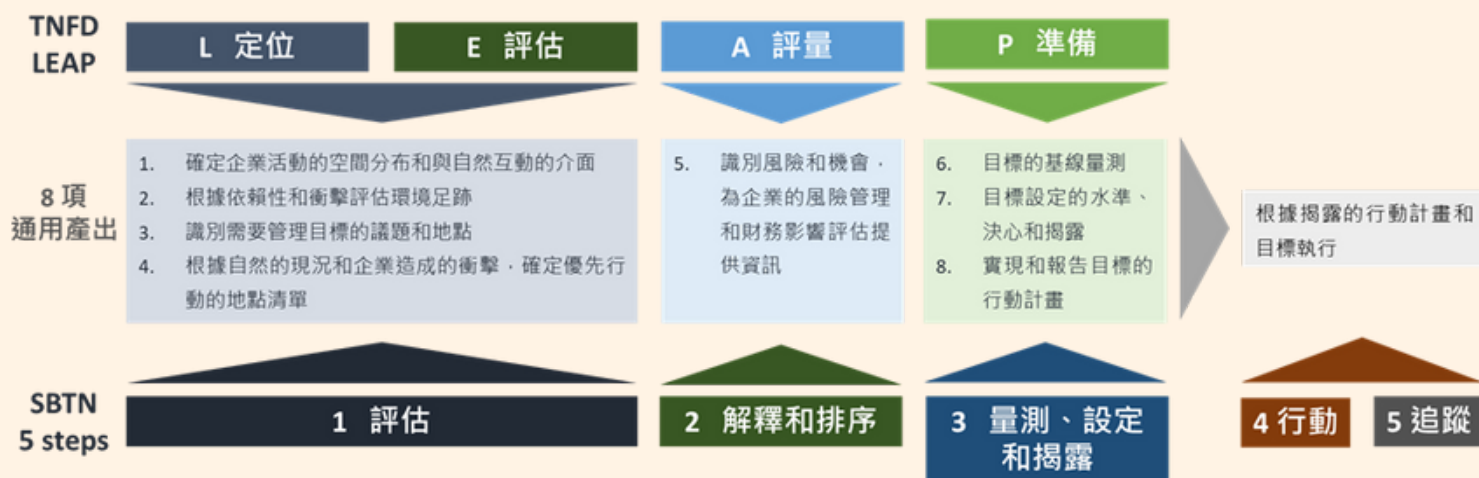 TNFD
LEAP
L 定位
E 評估
A 評量
P 準備
8 項
通用產出
1. 確定企業活動的空間分布和與自然互動的介面
2. 根據依賴性和衝擊評估環境足跡
3. 識別需要管理目標的議題和地點
4. 根據自然的現況和企業造成的衝擊，確定優先行
動的地點清單
5. 識別風險和機會，
為企業的風險管理
和財務影響評估提
供資訊
6. 目標的基線量測
7. 目標設定的水準、
決心和揭露
8. 實現和報告目標的
行動計畫
根據揭露的行動計畫和
目標執行
SBTN
5 steps
1 評估
2 解釋和排序
3 量測、設定
和揭露
4 行動
5 追蹤